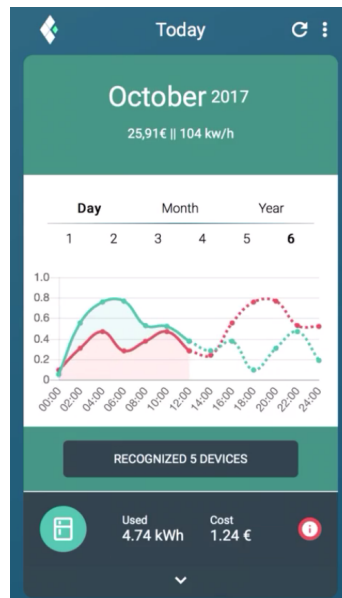 Today
October 2017
25,91€ || 104 kw/h
Day Month Year
1 2 3 4 5 6
1.0
0.8
0.6
0.4
0.2
0
00:00 02:00 04:00 06:00 08:00 10:00 12:00 14:00 16:00 18:00 20:00 22:00 24:00
RECOGNIZED 5 DEVICES
Used Cost
4.74 kWh 1.24 €